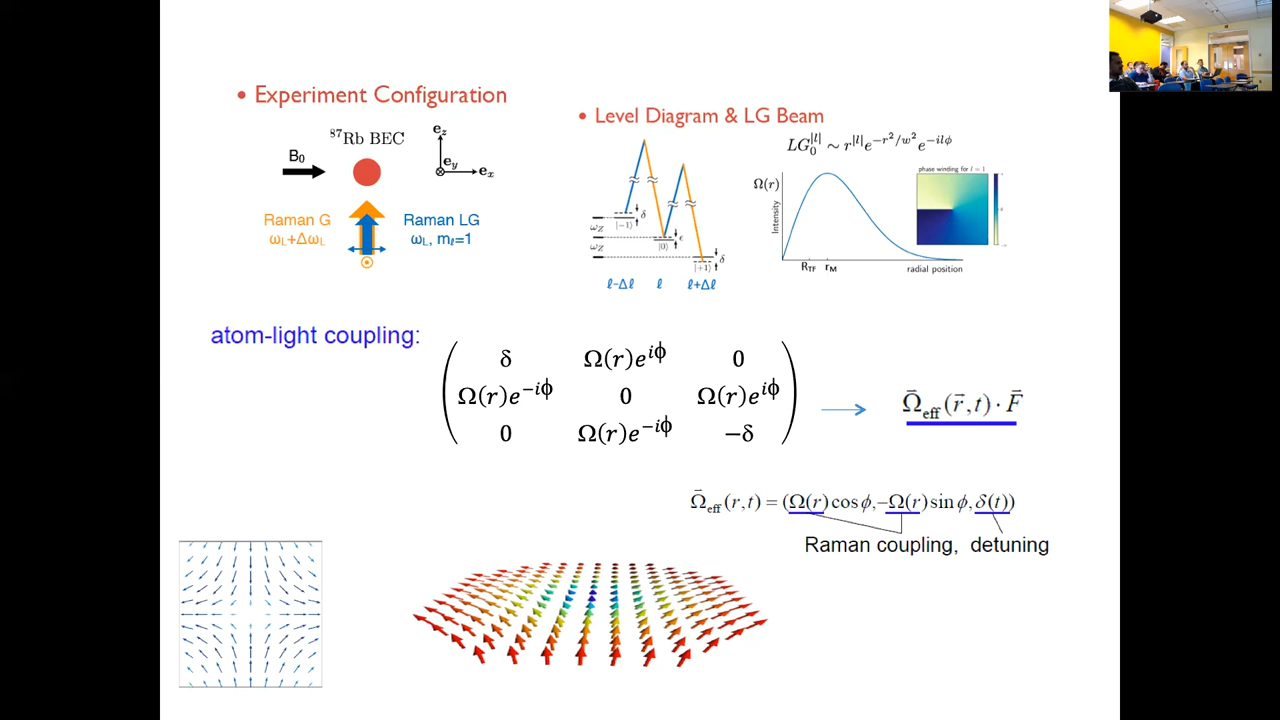 • Experiment Configuration
⁸⁷Rb BEC
B₀
e_z
e_y
e_x
Raman G
ω_L+Δω_L
Raman LG
ω_L, m_ℓ=1
• Level Diagram & LG Beam
LG₀^|l| ~ r^|l| e^(−r²/w²) e^(−ilϕ)
δ
|−1⟩
ω_Z
ϵ
|0⟩
ω_Z
δ
|+1⟩
ℓ−Δℓ ℓ ℓ+Δℓ
Ω(r)
Intensity
R_TF r_M radial position
phase winding for l = 1
atom-light coupling:
δ Ω(r)e^iϕ 0
Ω(r)e^−iϕ 0 Ω(r)e^iϕ
0 Ω(r)e^−iϕ −δ
Ω⃗_eff (r⃗,t) · F⃗
Ω⃗_eff (r,t) = (Ω(r)cos ϕ,−Ω(r)sin ϕ, δ(t))
Raman coupling, detuning